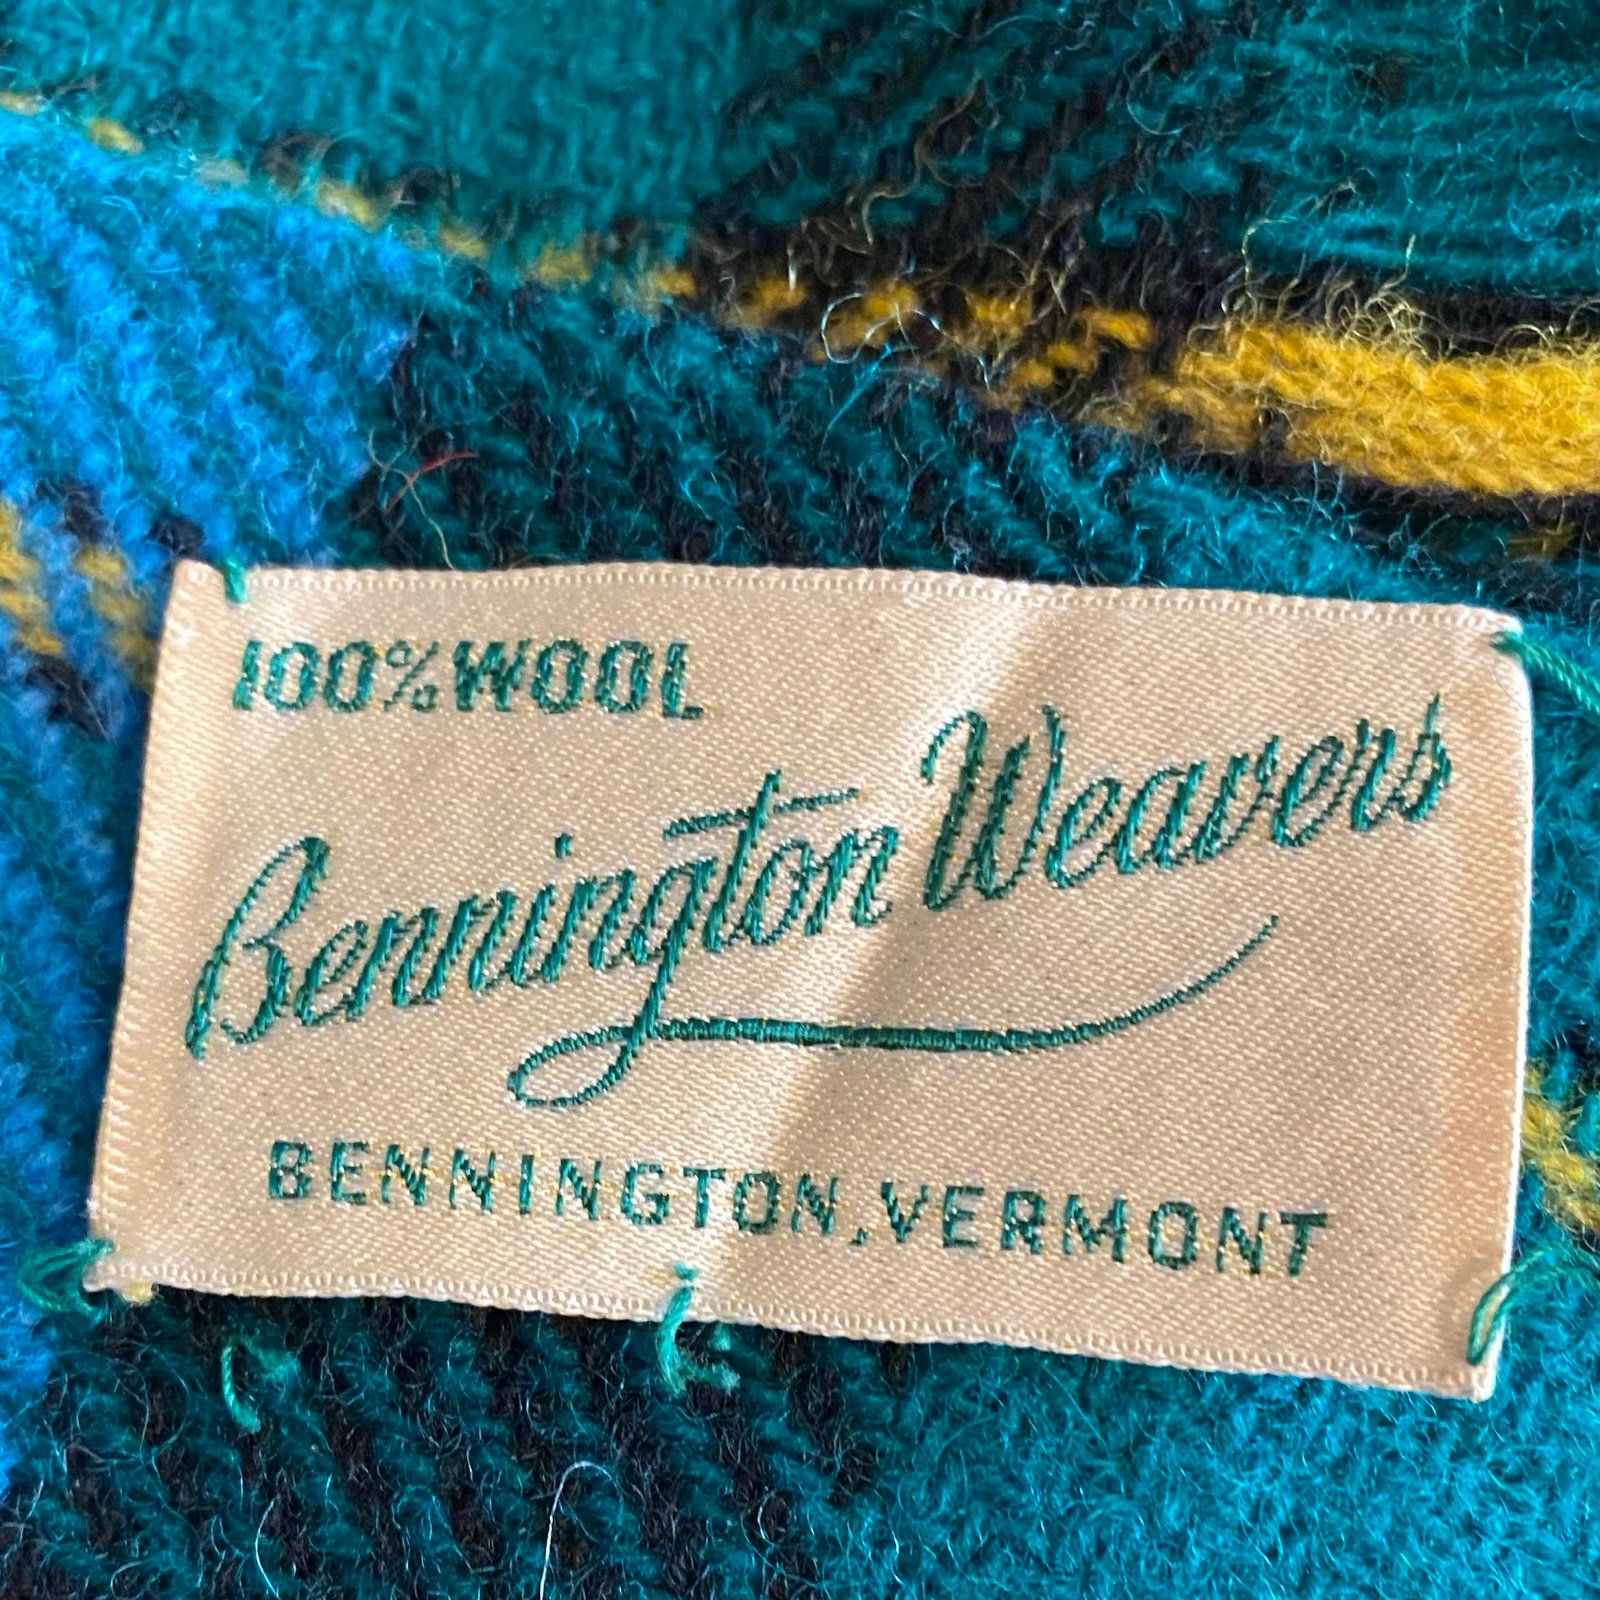 100% WOOL
Bennington Weavers
BENNINGTON, VERMONT